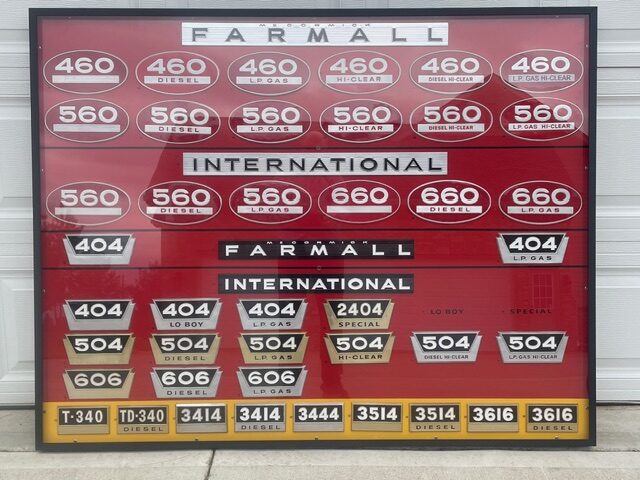 McCORMICK
FARMALL
460 460 DIESEL 460 L.P. GAS 460 HI-CLEAR 460 DIESEL HI-CLEAR 460 L.P. GAS HI-CLEAR
560 560 DIESEL 560 L.P. GAS 560 HI-CLEAR 560 DIESEL HI-CLEAR 560 L.P. GAS HI-CLEAR
INTERNATIONAL
560 560 DIESEL 560 L.P. GAS 660 660 DIESEL 660 L.P. GAS
404 McCORMICK FARMALL 404 L.P. GAS
INTERNATIONAL
404 404 LO BOY 404 L.P. GAS 2404 SPECIAL · LO BOY · SPECIAL
504 504 DIESEL 504 L.P. GAS 504 HI-CLEAR 504 DIESEL HI-CLEAR 504 L.P. GAS HI-CLEAR
606 606 DIESEL 606 L.P. GAS
T-340 TD-340 DIESEL 3414 3414 DIESEL 3444 3514 3514 DIESEL 3616 3616 DIESEL